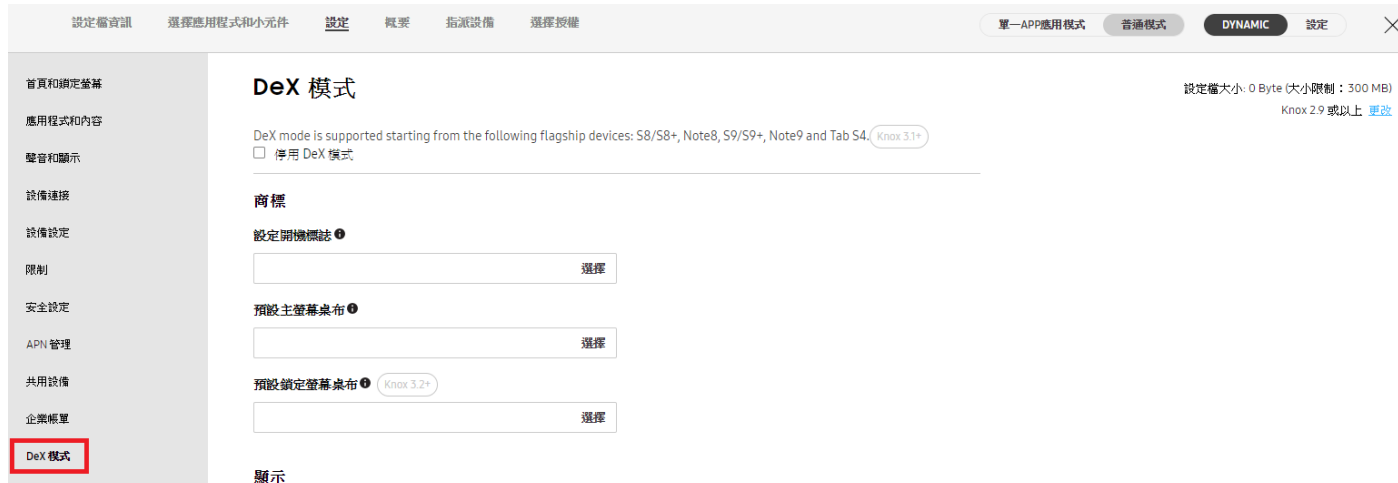 設定檔資訊 選擇應用程式和小元件 設定 概要 指派設備 選擇授權 單一APP應用模式 普通模式 DYNAMIC 設定
首頁和鎖定螢幕
應用程式和內容
聲音和顯示
設備連接
設備設定
限制
安全設定
APN 管理
共用設備
企業帳單
DeX 模式
DeX 模式
DeX mode is supported starting from the following flagship devices: S8/S8+, Note8, S9/S9+, Note9 and Tab S4. Knox 3.1+
停用 DeX 模式
商標
設定開機標誌
選擇
預設主螢幕桌布
選擇
預設鎖定螢幕桌布 Knox 3.2+
選擇
顯示
設定檔大小: 0 Byte (大小限制：300 MB)
Knox 2.9 或以上 更改